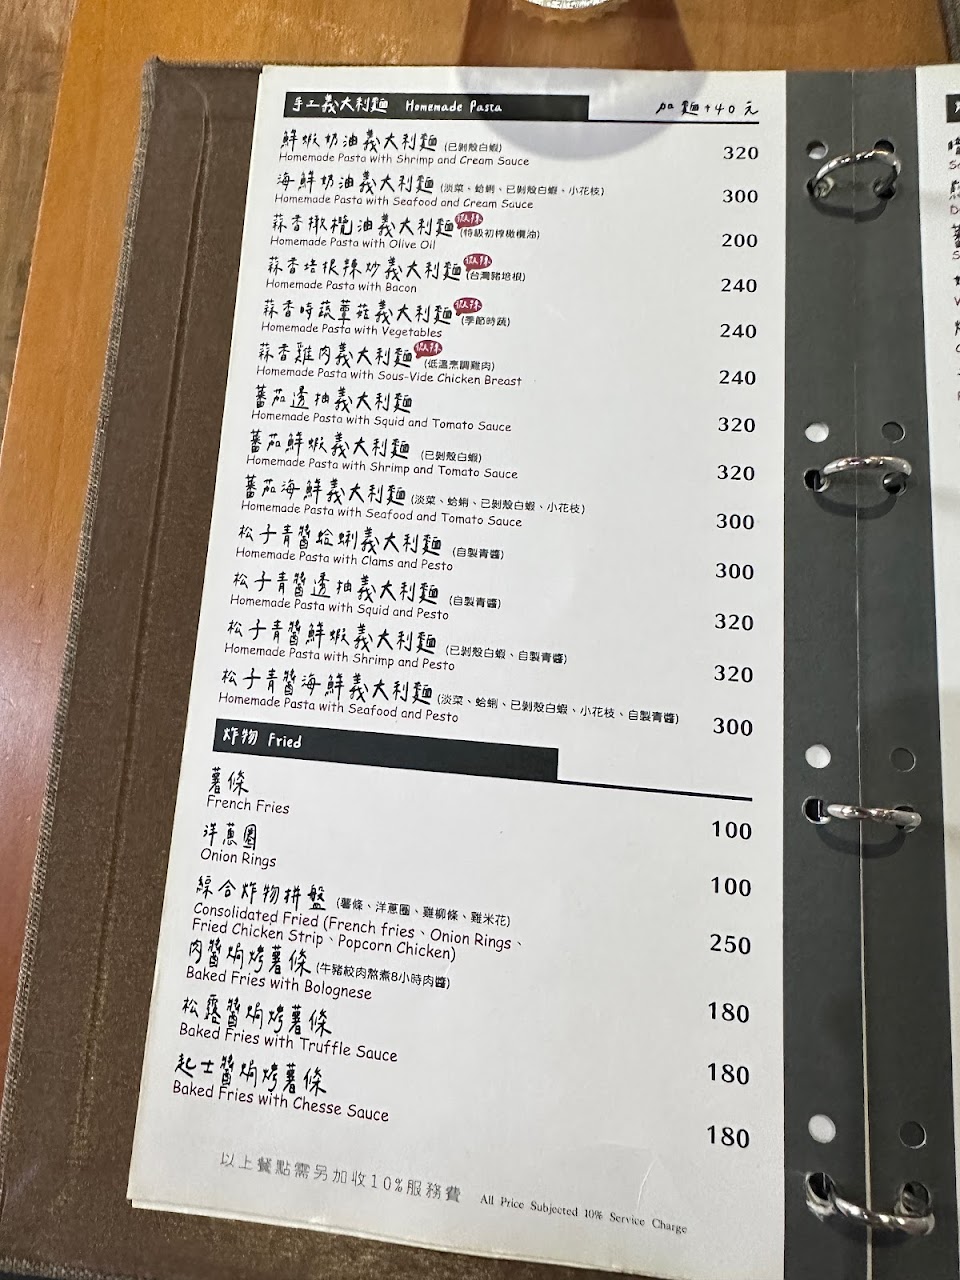 手工義大利麵 Homemade Pasta 加麵+40元
鮮蝦奶油義大利麵 (已剝殼白蝦)
Homemade Pasta with Shrimp and Cream Sauce 320
海鮮奶油義大利麵 (淡菜、蛤蜊、已剝殼白蝦、小花枝)
Homemade Pasta with Seafood and Cream Sauce 300
蒜香橄欖油義大利麵 微辣 (特級初榨橄欖油)
Homemade Pasta with Olive Oil 200
蒜香培根辣炒義大利麵 微辣 (台灣豬培根)
Homemade Pasta with Bacon 240
蒜香時蔬蕈菇義大利麵 微辣 (季節時蔬)
Homemade Pasta with Vegetables 240
蒜香雞肉義大利麵 微辣 (低溫烹調雞肉)
Homemade Pasta with Sous-Vide Chicken Breast 240
蕃茄透抽義大利麵
Homemade Pasta with Squid and Tomato Sauce 320
蕃茄鮮蝦義大利麵 (已剝殼白蝦)
Homemade Pasta with Shrimp and Tomato Sauce 320
蕃茄海鮮義大利麵 (淡菜、蛤蜊、已剝殼白蝦、小花枝)
Homemade Pasta with Seafood and Tomato Sauce 300
松子青醬蛤蜊義大利麵 (自製青醬)
Homemade Pasta with Clams and Pesto 300
松子青醬透抽義大利麵 (自製青醬)
Homemade Pasta with Squid and Pesto 320
松子青醬鮮蝦義大利麵 (已剝殼白蝦、自製青醬)
Homemade Pasta with Shrimp and Pesto 320
松子青醬海鮮義大利麵 (淡菜、蛤蜊、已剝殼白蝦、小花枝、自製青醬)
Homemade Pasta with Seafood and Pesto 300
炸物 Fried
薯條
French Fries 100
洋蔥圈
Onion Rings 100
綜合炸物拼盤 (薯條、洋蔥圈、雞柳條、雞米花)
Consolidated Fried (French fries、Onion Rings、
Fried Chicken Strip、Popcorn Chicken) 250
肉醬焗烤薯條 (牛豬絞肉熬煮8小時肉醬)
Baked Fries with Bolognese 180
松露醬焗烤薯條
Baked Fries with Truffle Sauce 180
起士醬焗烤薯條
Baked Fries with Chesse Sauce 180
以上餐點需另加收10%服務費 All Price Subjected 10% Service Charge